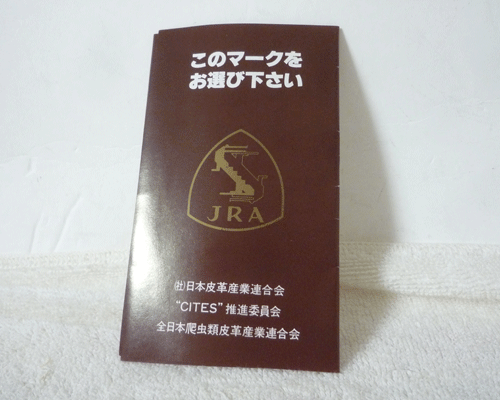 このマークを
お選び下さい
JRA
㈳日本皮革産業連合会
"CITES"推進委員会
全日本爬虫類皮革産業連合会